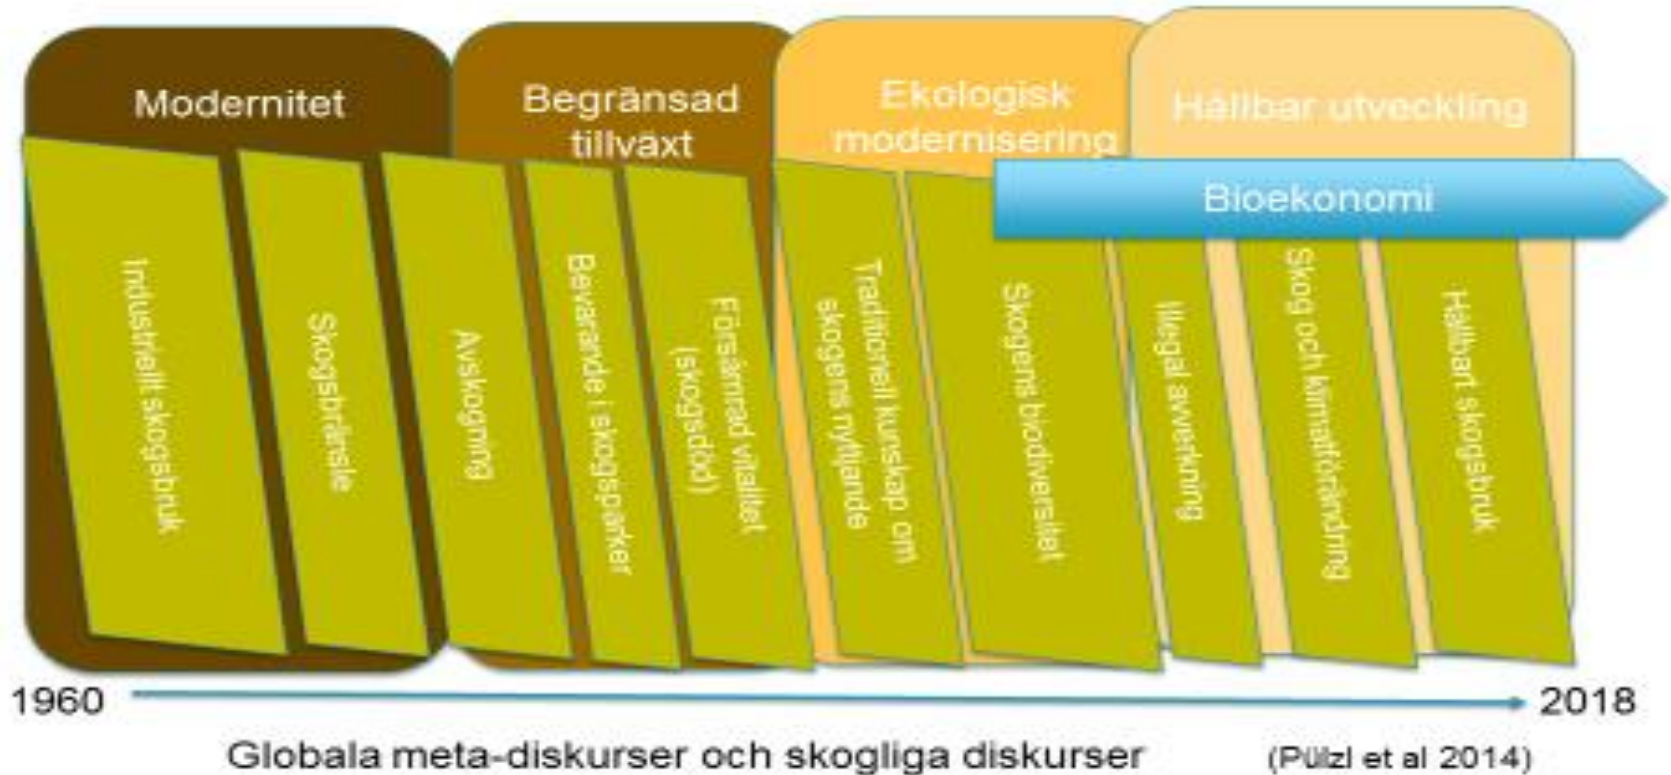 Modernitet
Begränsad
tillväxt
Ekologisk
modernisering
Hållbar utveckling
Bioekonomi
Industriellt skogsbruk
Skogsbränsle
Avskogning
Bevarande i skogsparker
Försämrad vitalitet
(skogsdöd)
Traditionell kunskap om
skogens nyttjande
Skogens biodiversitet
Illegal avverkning
Skog och klimatförändring
Hållbart skogsbruk
1960
2018
Globala meta-diskurser och skogliga diskurser
(Pülzl et al 2014)